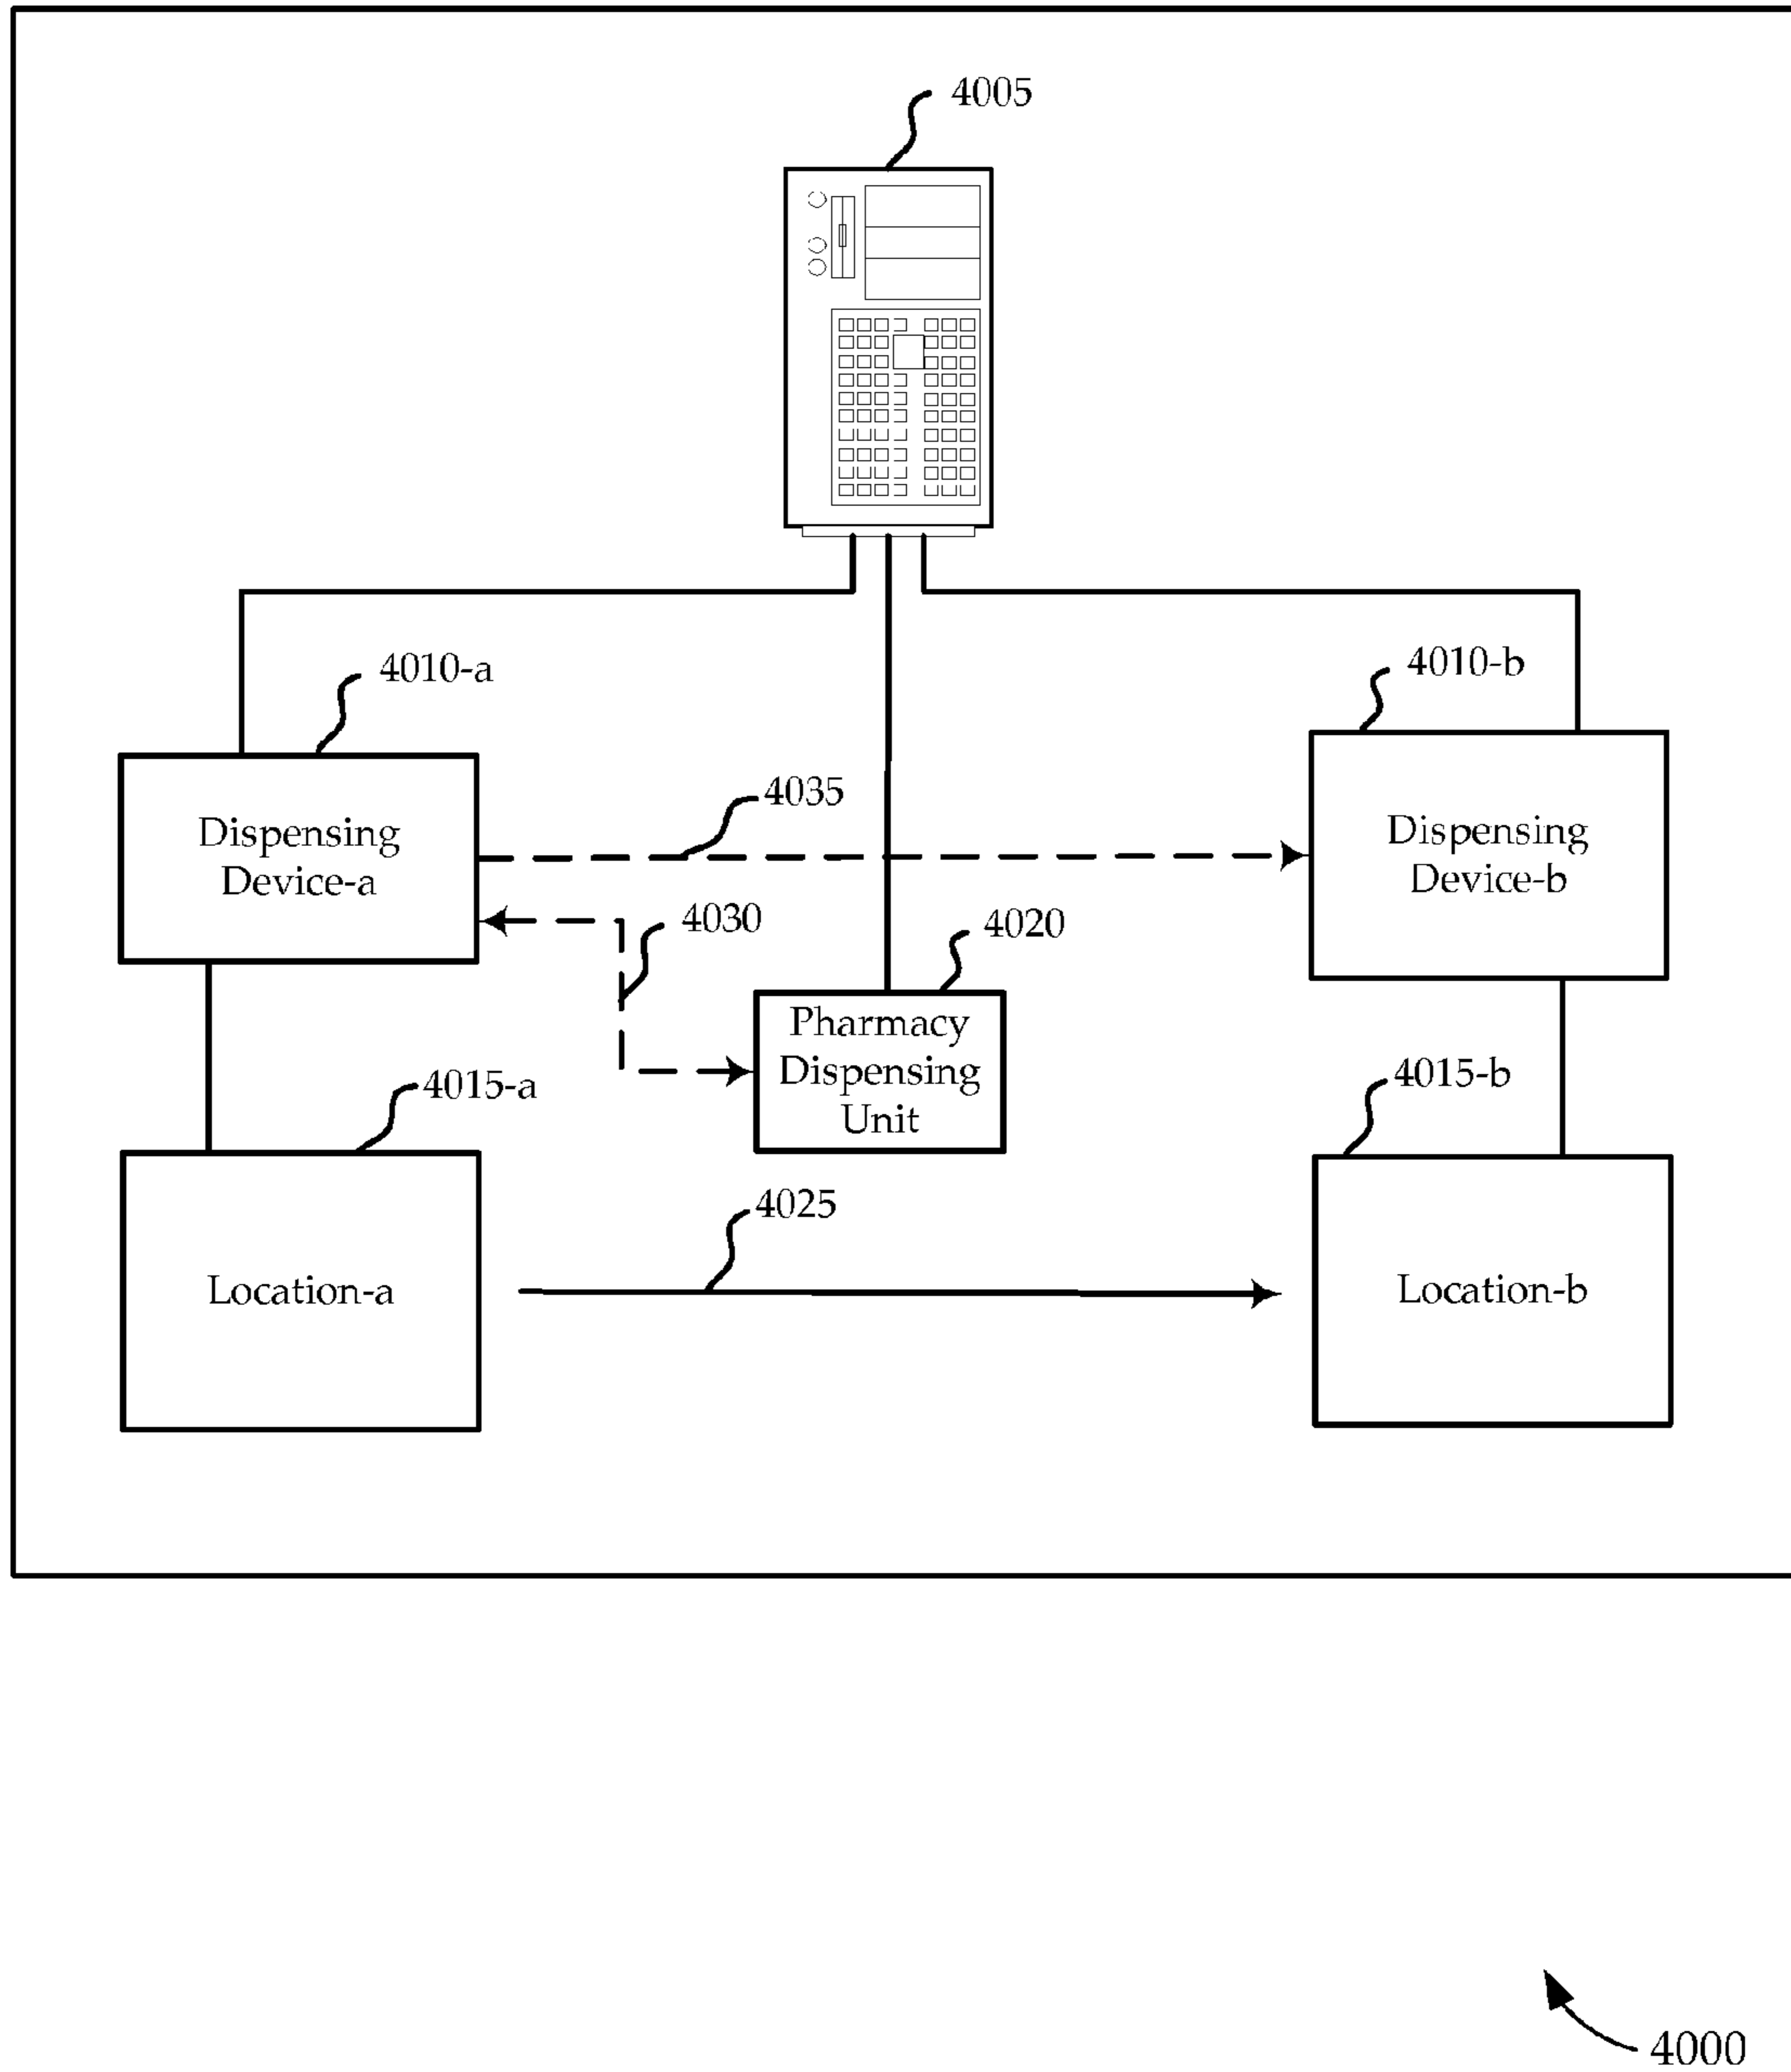 4005
4010-a
4010-b
Dispensing
Device-a
4035
Dispensing
Device-b
4030
4020
Pharmacy
Dispensing
Unit
4015-a
4015-b
4025
Location-a
Location-b
4000